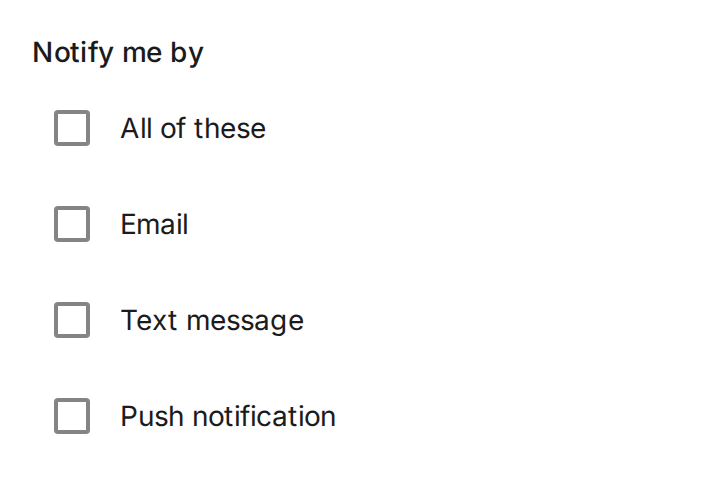 Notify me by
All of these
Email
Text message
Push notification